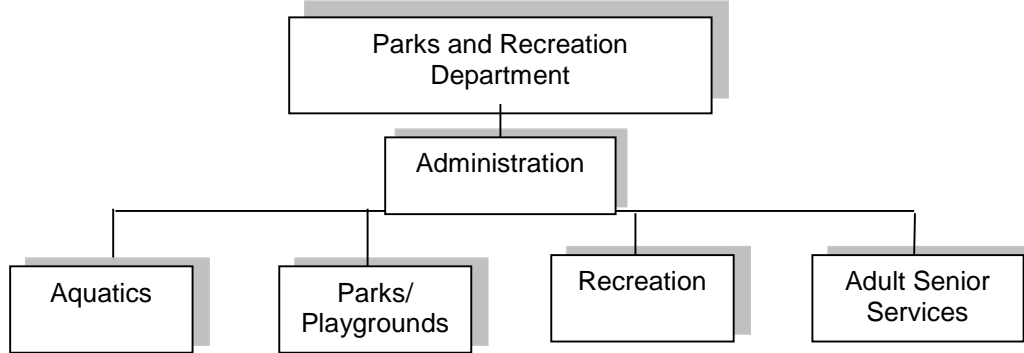 Parks and Recreation
Department
Administration
Aquatics
Parks/
Playgrounds
Recreation
Adult Senior
Services